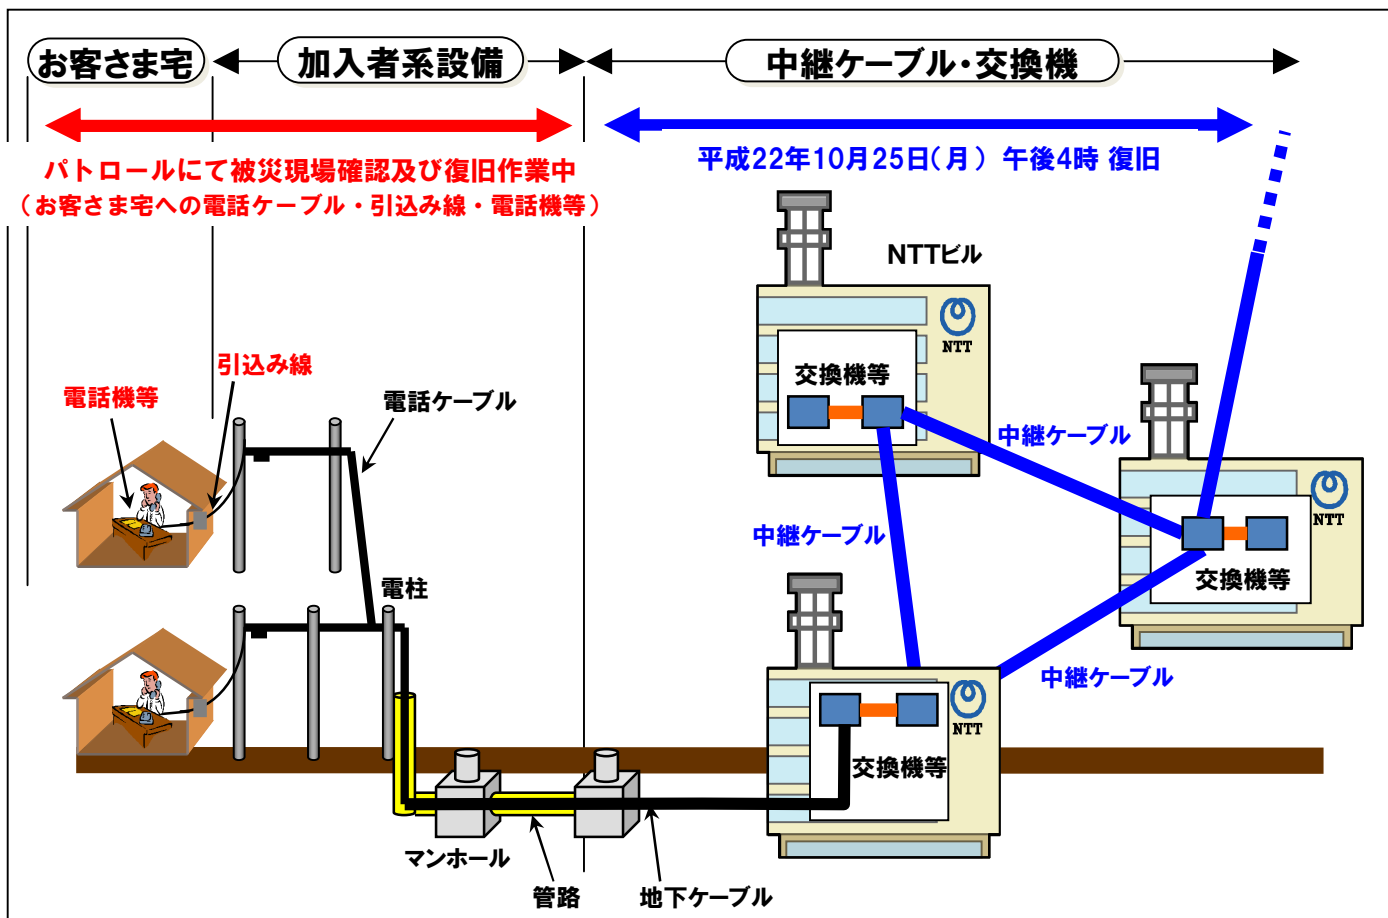 お客さま宅
加入者系設備
中継ケーブル・交換機
パトロールにて被災現場確認及び復旧作業中
（お客さま宅への電話ケーブル・引込み線・電話機等）
平成22年10月25日（月） 午後4時 復旧
NTTビル
NTT
引込み線
電話機等
電話ケーブル
交換機等
中継ケーブル
NTT
中継ケーブル
電柱
交換機等
中継ケーブル
NTT
交換機等
マンホール
管路
地下ケーブル